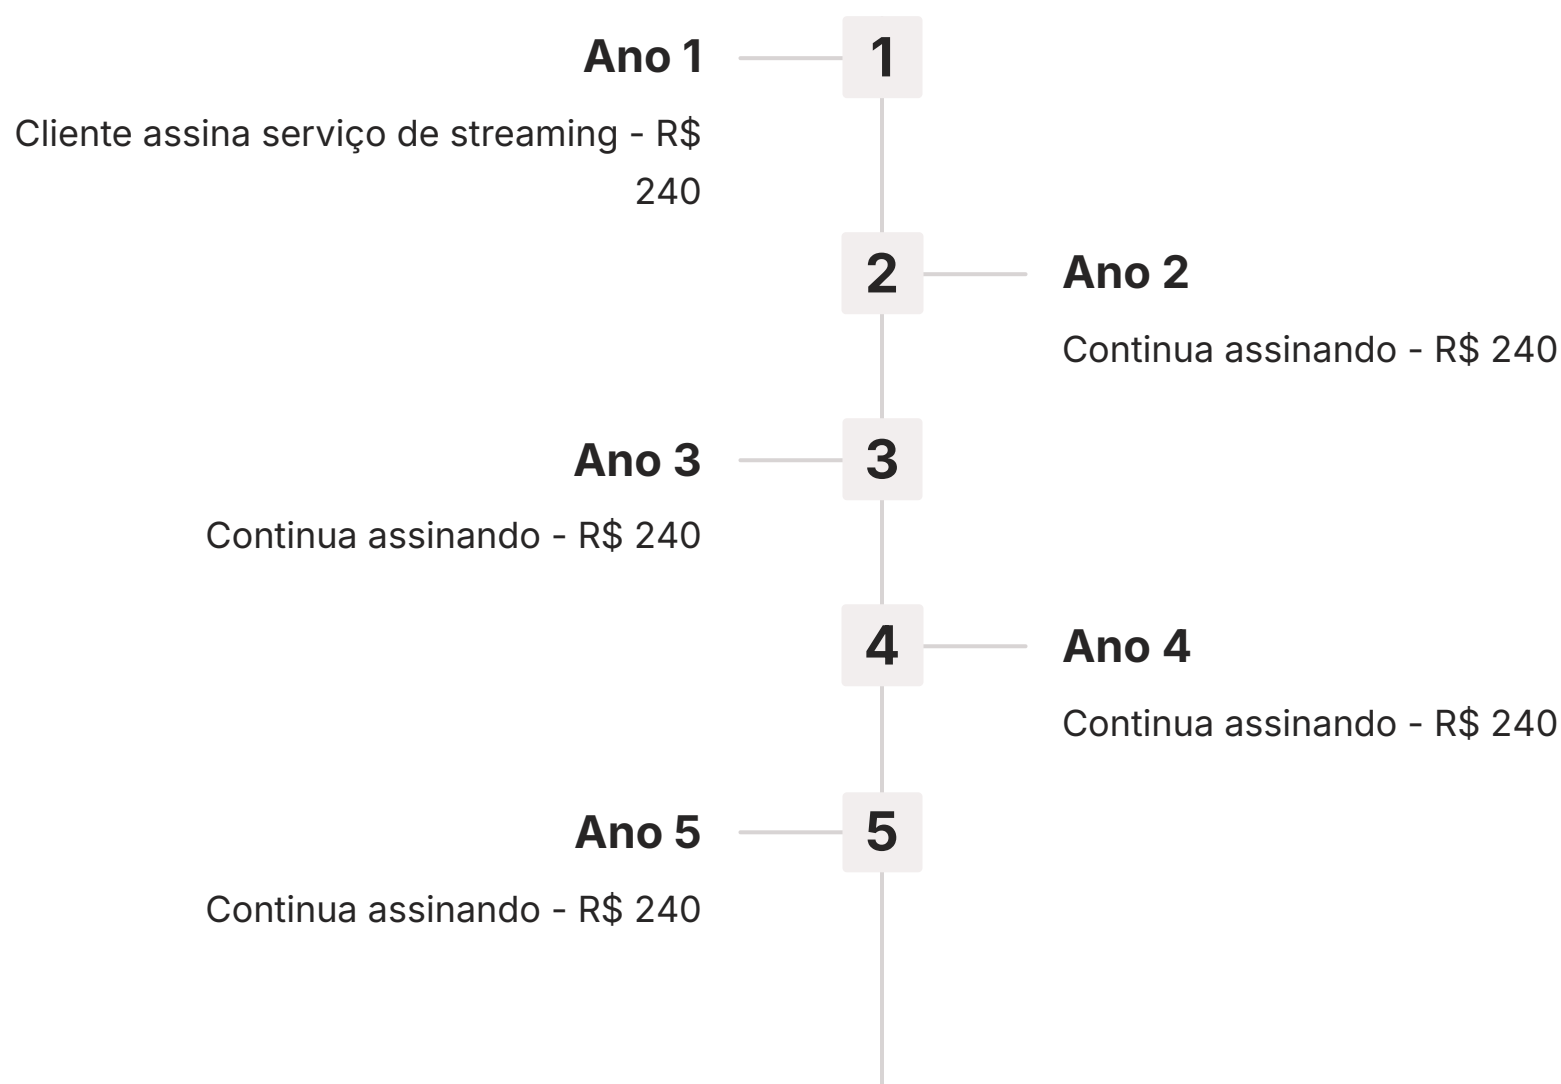 Ano 1
1
Cliente assina serviço de streaming - R$
240
2
Ano 2
Continua assinando - R$ 240
Ano 3
3
Continua assinando - R$ 240
4
Ano 4
Continua assinando - R$ 240
Ano 5
5
Continua assinando - R$ 240